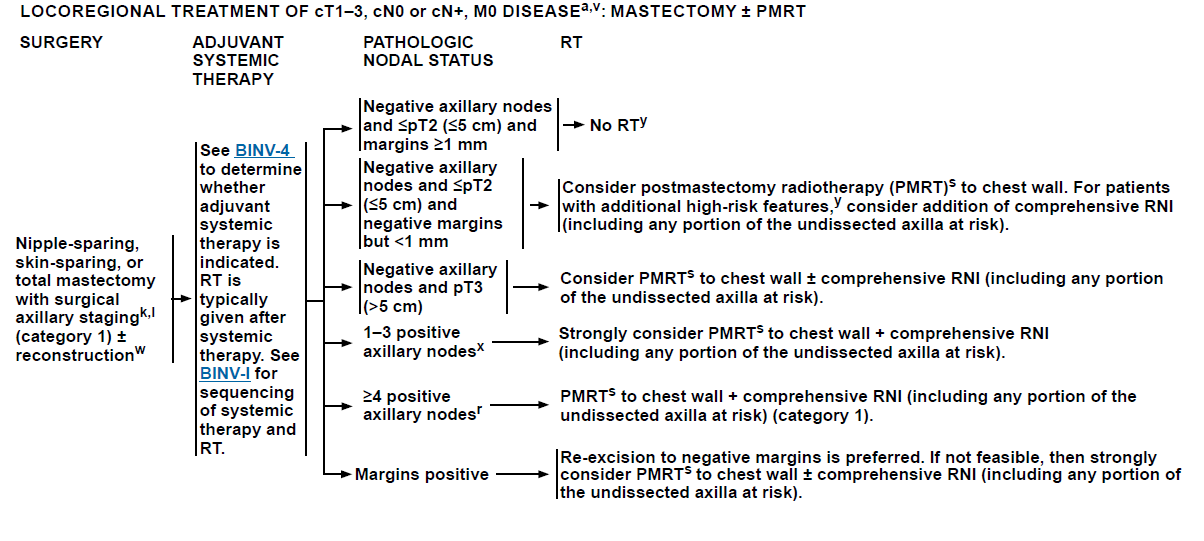 LOCOREGIONAL TREATMENT OF cT1–3, cN0 or cN+, M0 DISEASEa,v: MASTECTOMY ± PMRT
SURGERY
ADJUVANT
SYSTEMIC
THERAPY
PATHOLOGIC
NODAL STATUS
RT
Nipple-sparing,
skin-sparing, or
total mastectomy
with surgical
axillary stagingk,l
(category 1) ±
reconstructionw
See BINV-4
to determine
whether
adjuvant
systemic
therapy is
indicated.
RT is
typically
given after
systemic
therapy. See
BINV-I for
sequencing
of systemic
therapy and
RT.
Negative axillary nodes
and ≤pT2 (≤5 cm) and
margins ≥1 mm
No RTy
Negative axillary
nodes and ≤pT2
(≤5 cm) and
negative margins
but <1 mm
Consider postmastectomy radiotherapy (PMRT)s to chest wall. For patients
with additional high-risk features,y consider addition of comprehensive RNI
(including any portion of the undissected axilla at risk).
Negative axillary
nodes and pT3
(>5 cm)
Consider PMRTs to chest wall ± comprehensive RNI (including any portion
of the undissected axilla at risk).
1–3 positive
axillary nodesx
Strongly consider PMRTs to chest wall + comprehensive RNI
(including any portion of the undissected axilla at risk).
≥4 positive
axillary nodesr
PMRTs to chest wall + comprehensive RNI (including any portion of the
undissected axilla at risk) (category 1).
Margins positive
Re-excision to negative margins is preferred. If not feasible, then strongly
consider PMRTs to chest wall ± comprehensive RNI (including any portion of
the undissected axilla at risk).